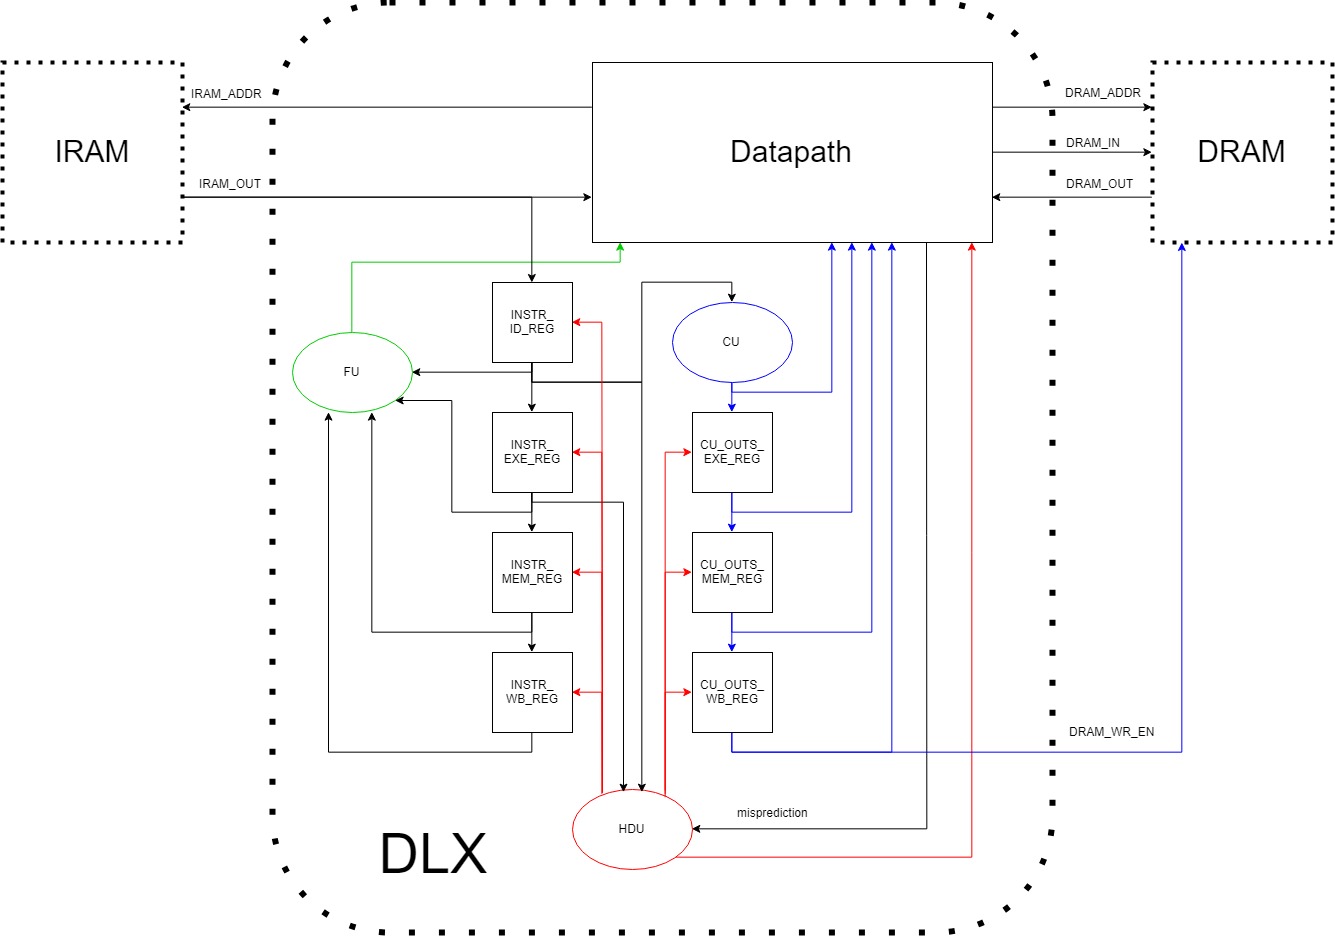 IRAM_ADDR
DRAM_ADDR
IRAM
Datapath
DRAM_IN
DRAM
IRAM_OUT
DRAM_OUT
INSTR_
ID_REG
CU
FU
INSTR_
EXE_REG
CU_OUTS_
EXE_REG
INSTR_
MEM_REG
CU_OUTS_
MEM_REG
INSTR_
WB_REG
CU_OUTS_
WB_REG
DRAM_WR_EN
misprediction
HDU
DLX